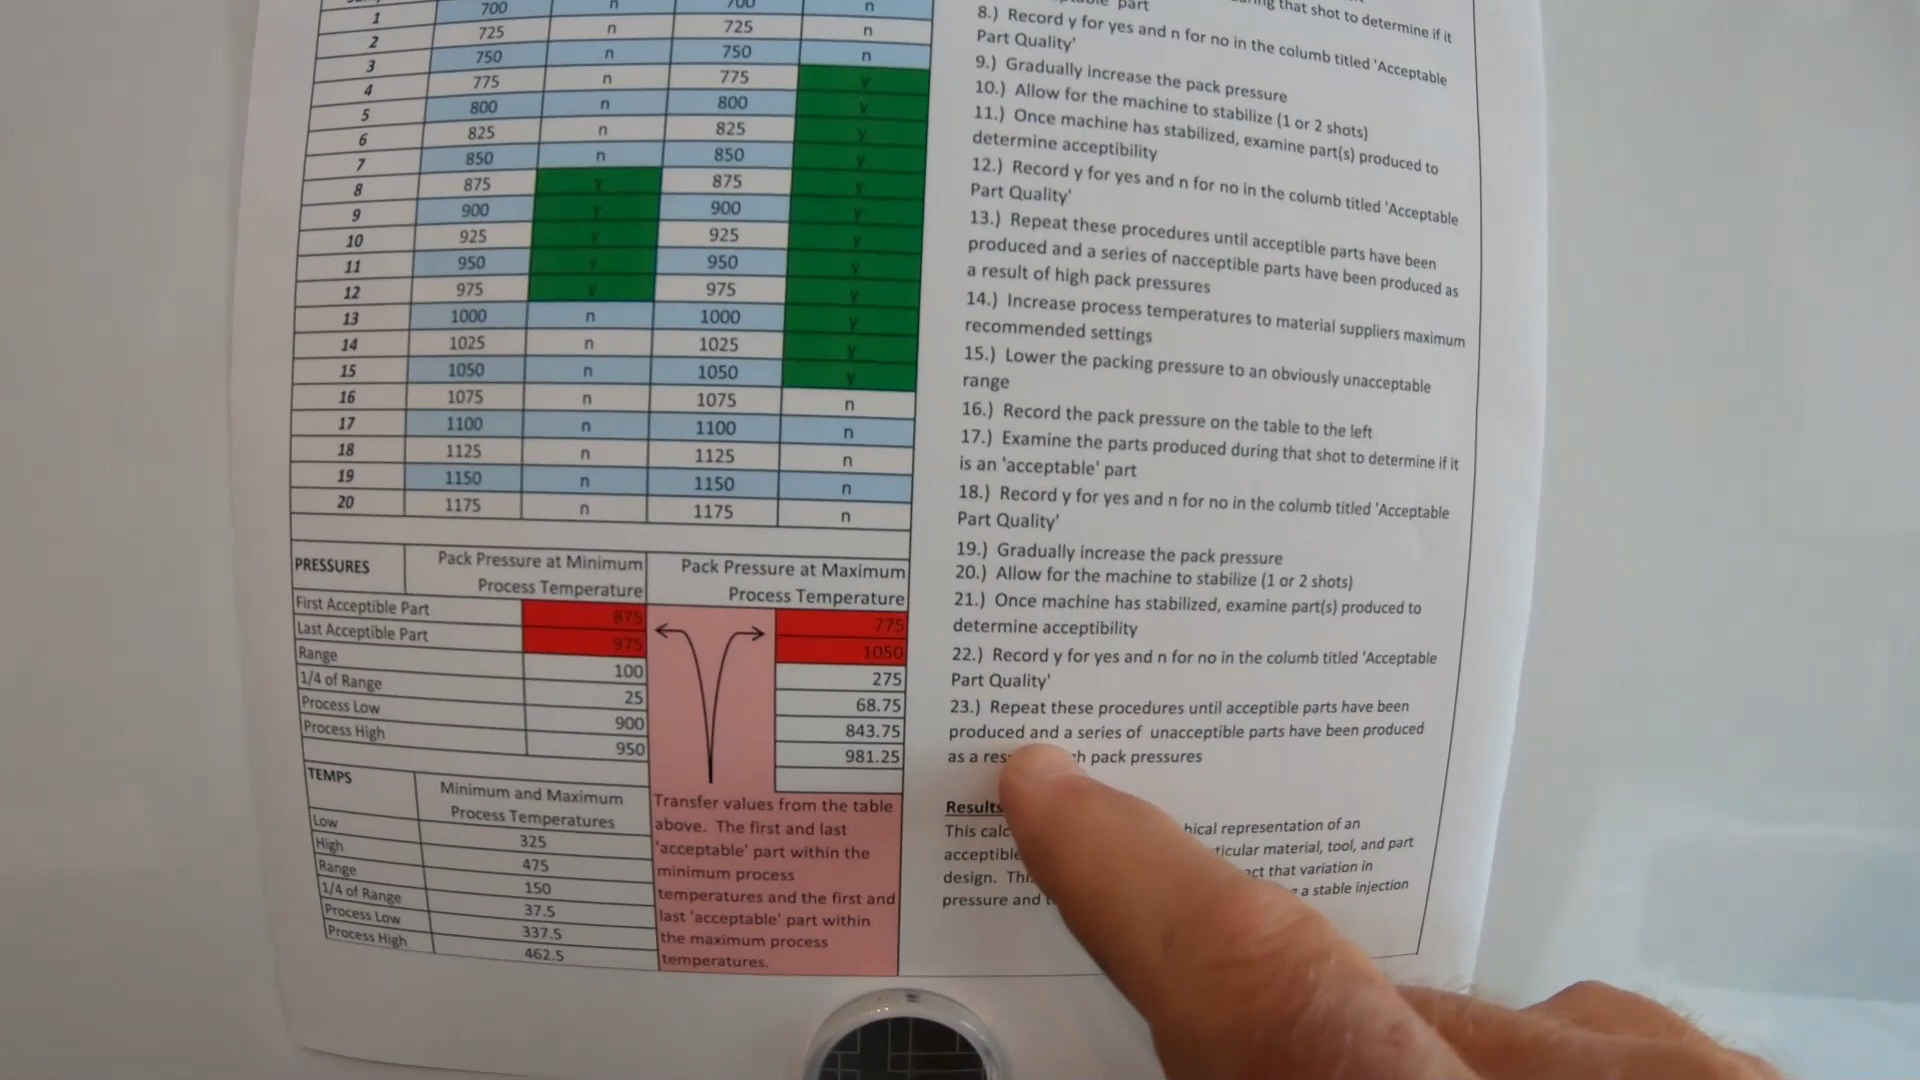 1 700 n 700 n
2 725 n 725 n
3 750 n 750 n
4 775 n 775 y
5 800 n 800 y
6 825 n 825 y
7 850 n 850 y
8 875 y 875 y
9 900 y 900 y
10 925 y 925 y
11 950 y 950 y
12 975 y 975 y
13 1000 n 1000 y
14 1025 n 1025 y
15 1050 n 1050 y
16 1075 n 1075 n
17 1100 n 1100 n
18 1125 n 1125 n
19 1150 n 1150 n
20 1175 n 1175 n
PRESSURES
Pack Pressure at Minimum
Process Temperature
Pack Pressure at Maximum
Process Temperature
First Acceptible Part 875 775
Last Acceptible Part 975 1050
Range 100 275
1/4 of Range 25 68.75
Process Low 900 843.75
Process High 950 981.25
TEMPS
Minimum and Maximum
Process Temperatures
Low 325
High 475
Range 150
1/4 of Range 37.5
Process Low 337.5
Process High 462.5
Transfer values from the table
above. The first and last
'acceptable' part within the
minimum process
temperatures and the first and
last 'acceptable' part within
the maximum process
temperatures.
part
that shot to determine if it
8.) Record y for yes and n for no in the columb titled 'Acceptable
Part Quality'
9.) Gradually increase the pack pressure
10.) Allow for the machine to stabilize (1 or 2 shots)
11.) Once machine has stabilized, examine part(s) produced to
determine acceptibility
12.) Record y for yes and n for no in the columb titled 'Acceptable
Part Quality'
13.) Repeat these procedures until acceptible parts have been
produced and a series of nacceptible parts have been produced as
a result of high pack pressures
14.) Increase process temperatures to material suppliers maximum
recommended settings
15.) Lower the packing pressure to an obviously unacceptable
range
16.) Record the pack pressure on the table to the left
17.) Examine the parts produced during that shot to determine if it
is an 'acceptable' part
18.) Record y for yes and n for no in the columb titled 'Acceptable
Part Quality'
19.) Gradually increase the pack pressure
20.) Allow for the machine to stabilize (1 or 2 shots)
21.) Once machine has stabilized, examine part(s) produced to
determine acceptibility
22.) Record y for yes and n for no in the columb titled 'Acceptable
Part Quality'
23.) Repeat these procedures until acceptible parts have been
produced and a series of unacceptible parts have been produced
as a pack pressures
Results
This representation of an
acceptible material, tool, and part
design. that variation in
a stable injection
pressure and